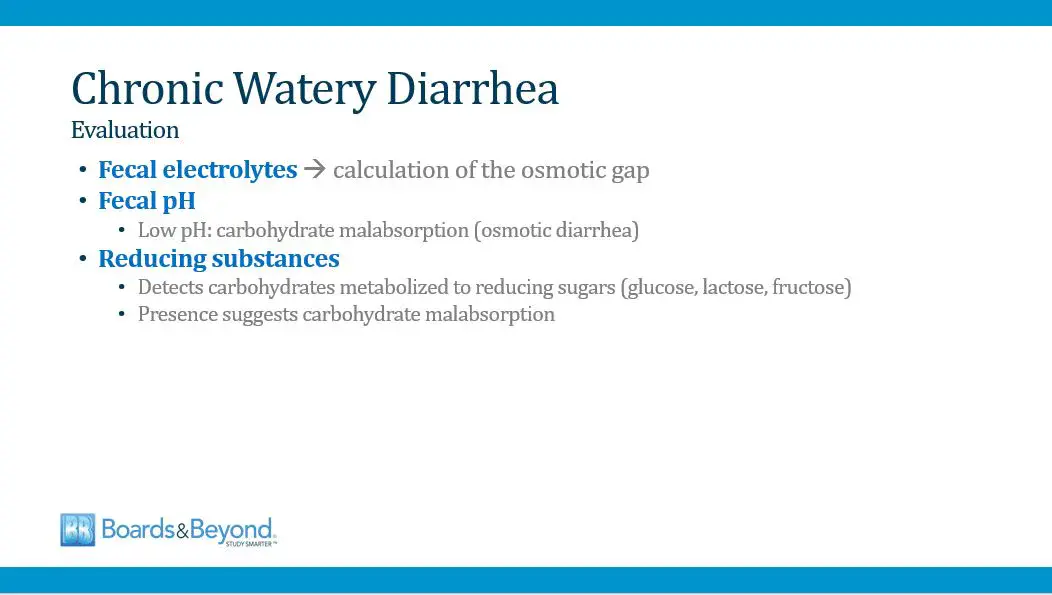 Chronic Watery Diarrhea
Evaluation
• Fecal electrolytes → calculation of the osmotic gap
• Fecal pH
• Low pH: carbohydrate malabsorption (osmotic diarrhea)
• Reducing substances
• Detects carbohydrates metabolized to reducing sugars (glucose, lactose, fructose)
• Presence suggests carbohydrate malabsorption
BB Boards&Beyond.
STUDY SMARTER™